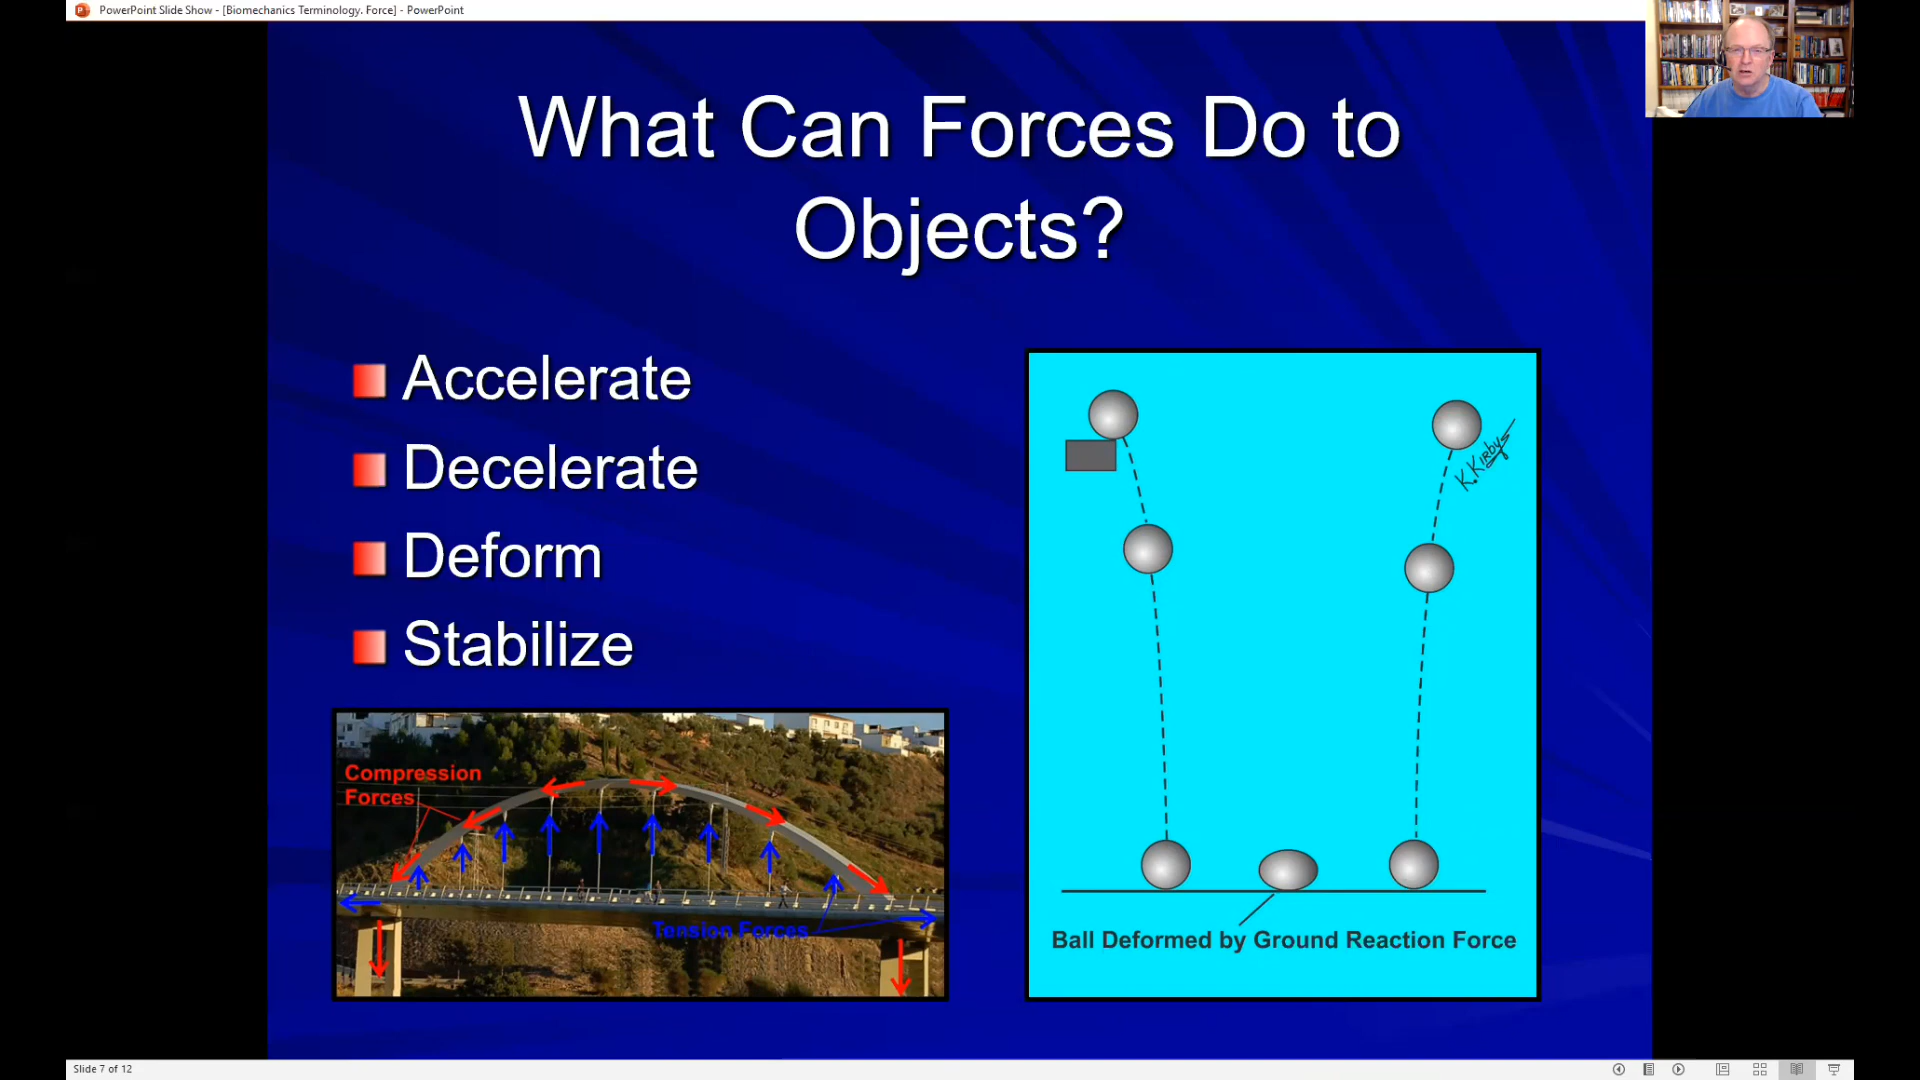 PowerPoint Slide Show - [Biomechanics Terminology. Force] - PowerPoint
What Can Forces Do to
Objects?
Accelerate
Decelerate
Deform
Stabilize
Compression
Forces
Tension Forces
K.Kirby
Ball Deformed by Ground Reaction Force
Slide 7 of 12